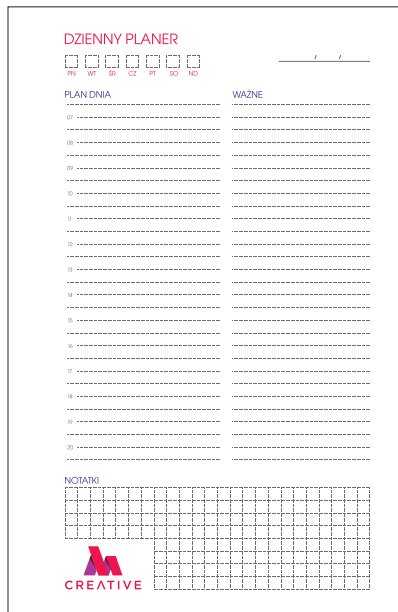 DZIENNY PLANER
/ /
PN WT ŚR CZ PT SO ND
PLAN DNIA
WAŻNE
07
08
09
10
11
12
13
14
15
16
17
18
19
20
NOTATKI
CREATIVE